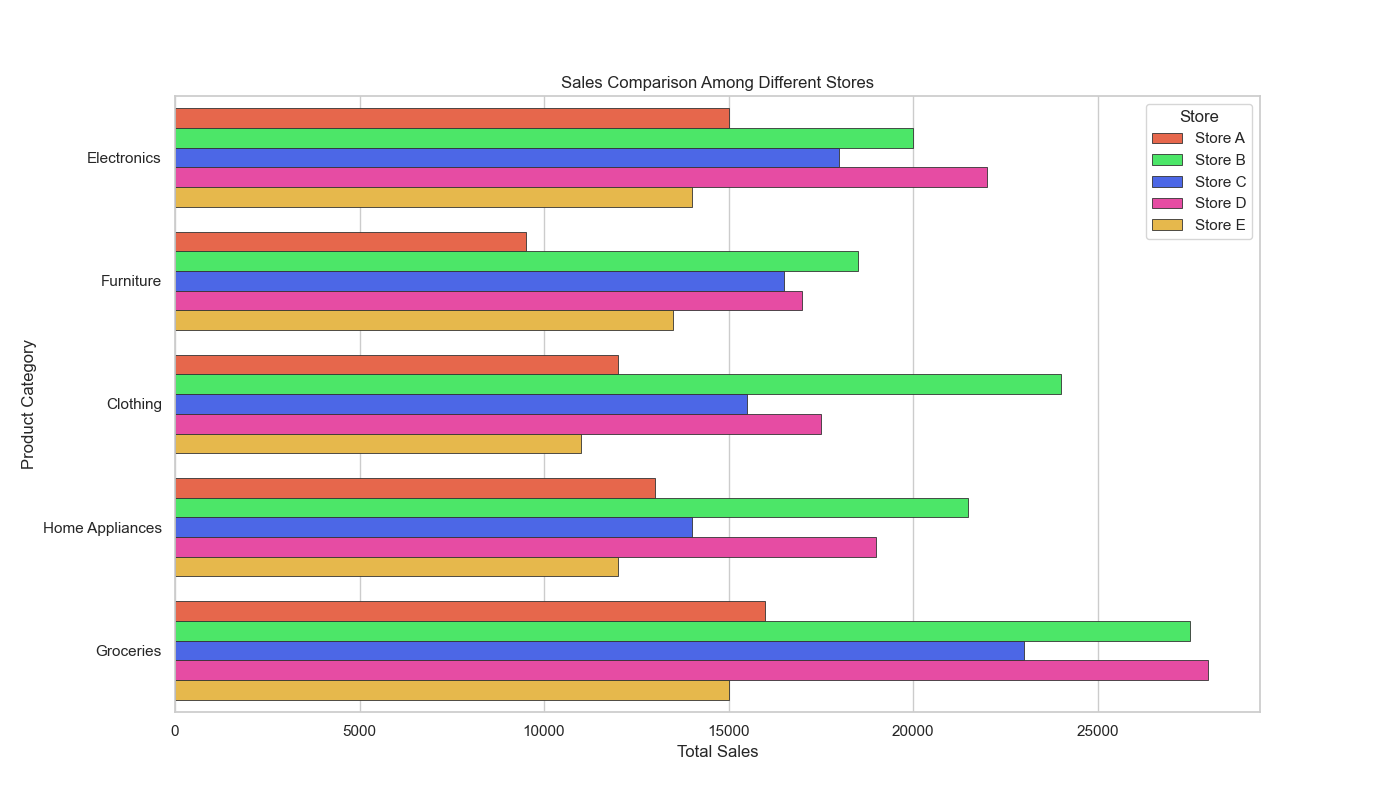 Sales Comparison Among Different Stores
Store
Store A
Store B
Store C
Store D
Store E
Product Category
Electronics
Furniture
Clothing
Home Appliances
Groceries
0 5000 10000 15000 20000 25000
Total Sales